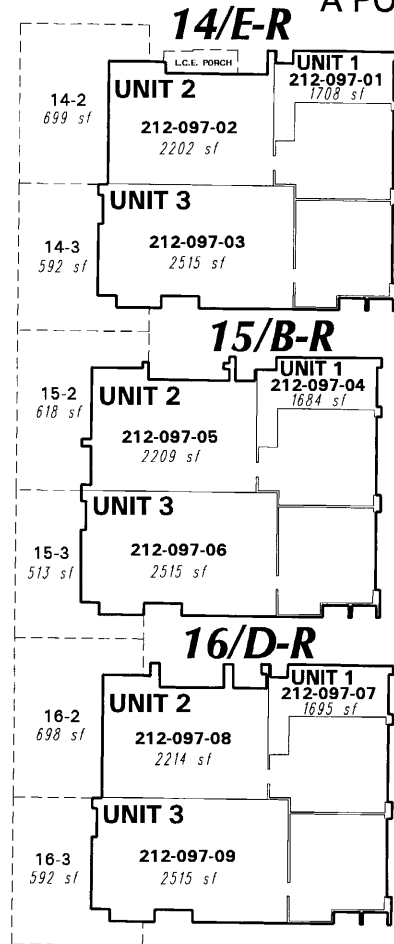 A PO
14/E-R
L.C.E. PORCH
UNIT 1
212-097-01
1708 sf
UNIT 2
212-097-02
2202 sf
14-2
699 sf
UNIT 3
212-097-03
2515 sf
14-3
592 sf
15/B-R
UNIT 1
212-097-04
1684 sf
UNIT 2
212-097-05
2209 sf
15-2
618 sf
UNIT 3
212-097-06
2515 sf
15-3
513 sf
16/D-R
UNIT 1
212-097-07
1695 sf
UNIT 2
212-097-08
2214 sf
16-2
698 sf
UNIT 3
212-097-09
2515 sf
16-3
592 sf